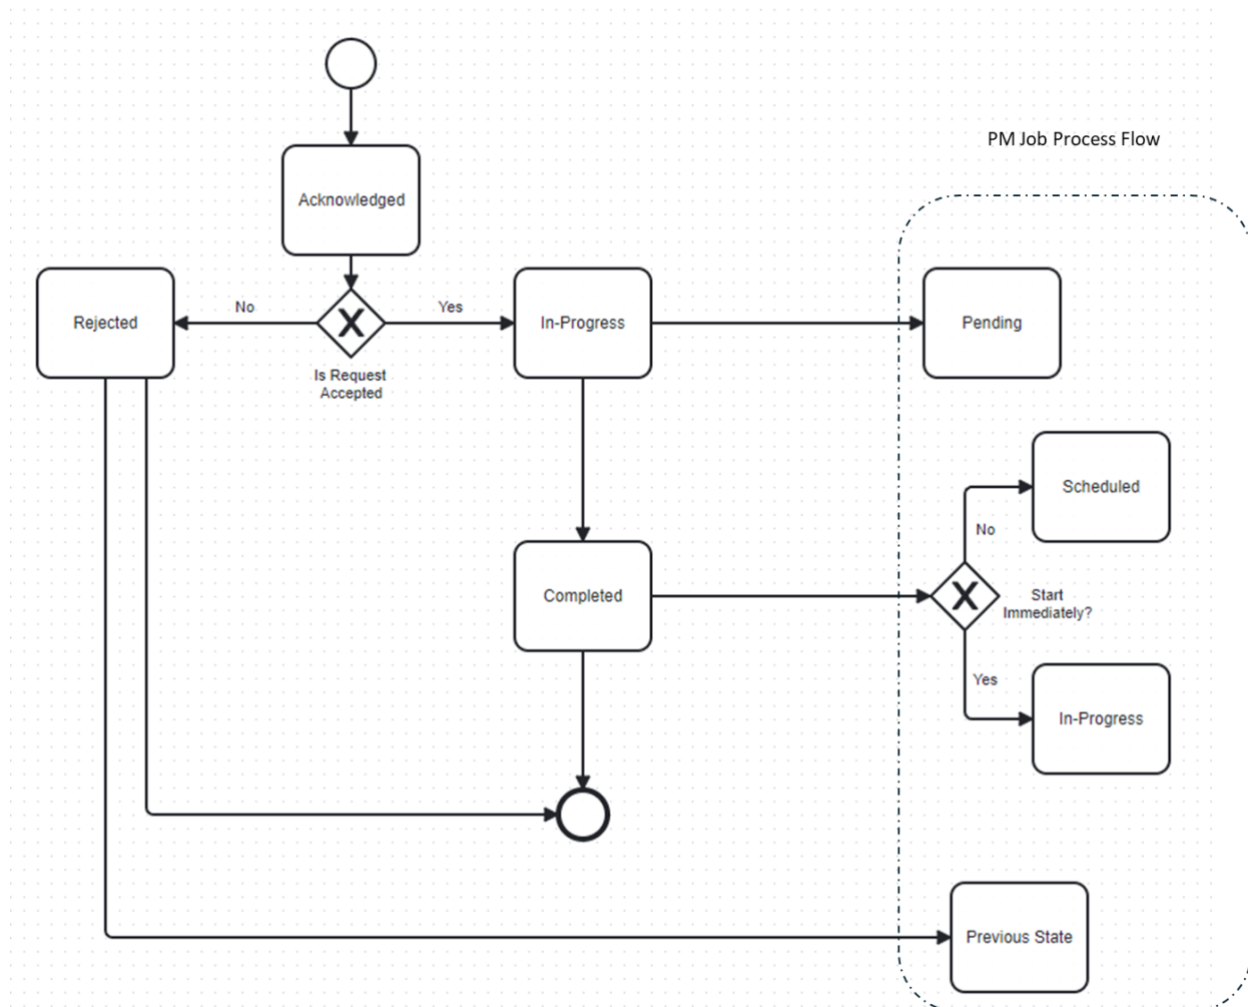 PM Job Process Flow
Acknowledged
Rejected
No
X
Yes
In-Progress
Pending
Is Request
Accepted
Scheduled
No
Completed
X
Start
Immediately?
Yes
In-Progress
Previous State